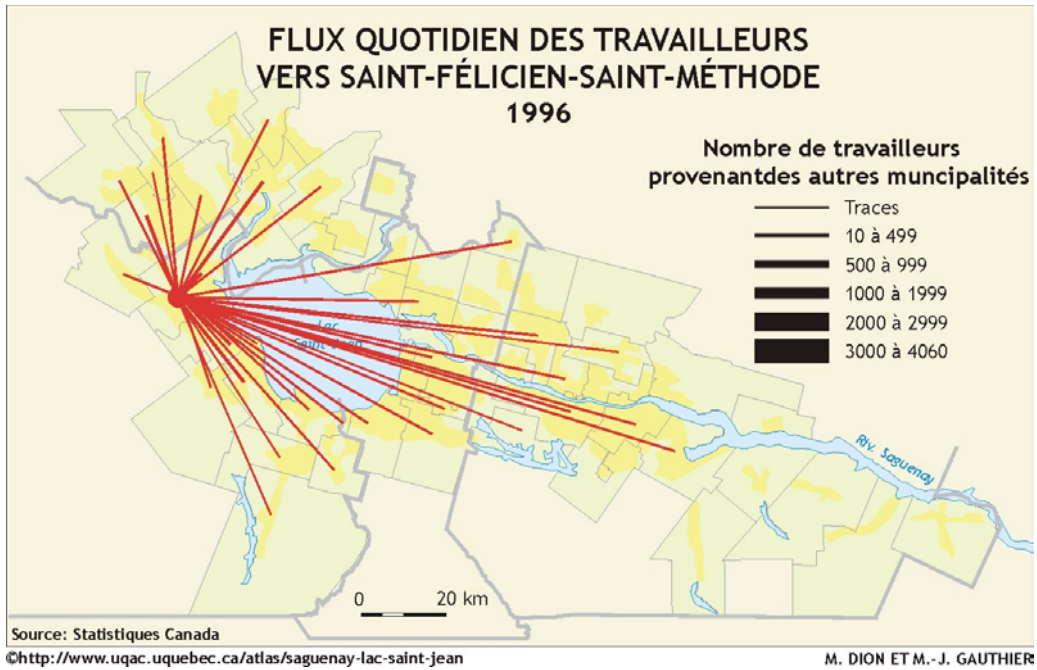 FLUX QUOTIDIEN DES TRAVAILLEURS
VERS SAINT-FÉLICIEN-SAINT-MÉTHODE
1996
Nombre de travailleurs
provenantdes autres muncipalités
Traces
10 à 499
500 à 999
1000 à 1999
2000 à 2999
3000 à 4060
Lac
Saint-Jean
Riv. Saguenay
0 20 km
Source: Statistiques Canada
©http://www.uqac.uquebec.ca/atlas/saguenay-lac-saint-jean
M. DION ET M.- J. GAUTHIER